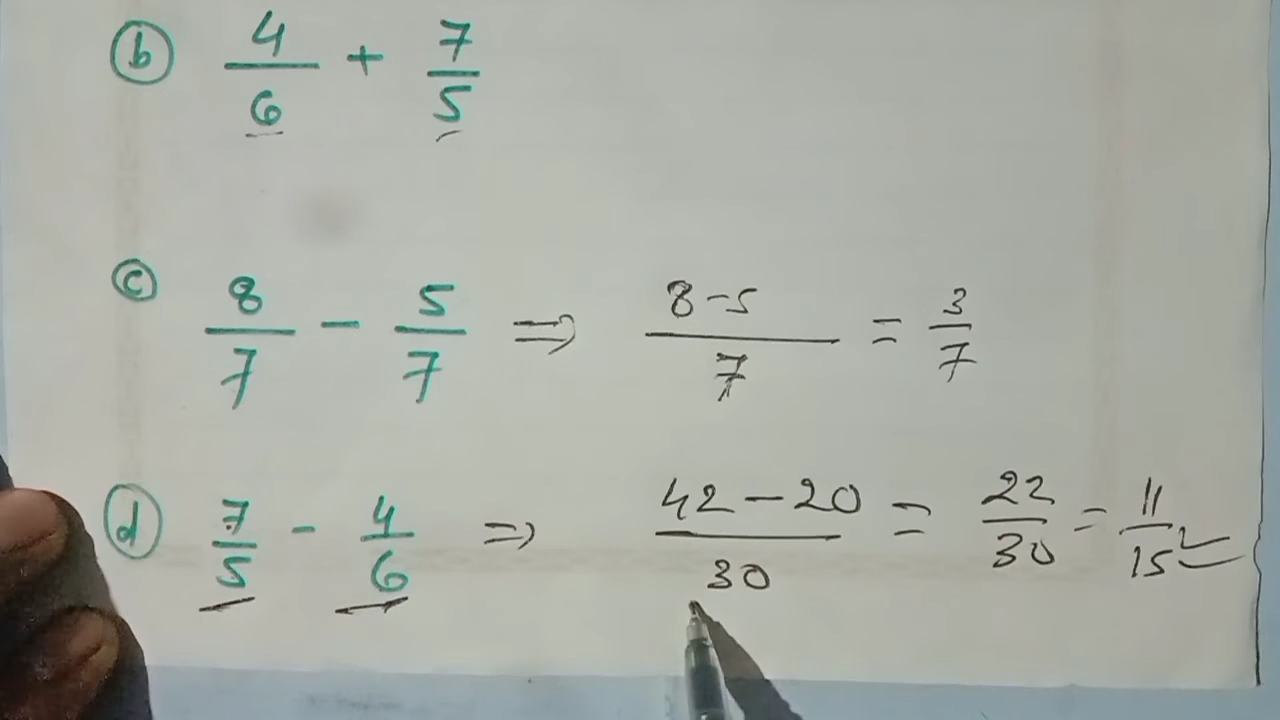 (b) 4/6 + 7/5
(c) 8/7 - 5/7 ⇒ 8-5/7 = 3/7
(d) 7/5 - 4/6 ⇒ 42-20/30 = 22/30 = 11/15